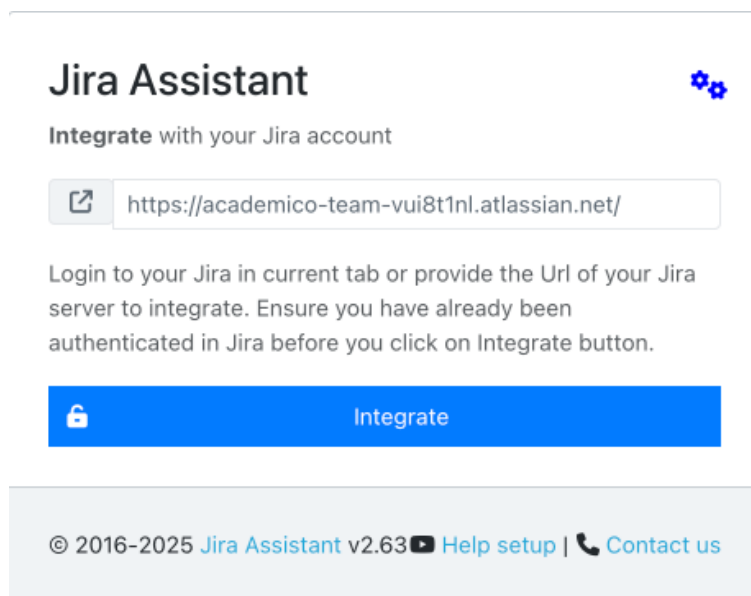 Jira Assistant
Integrate with your Jira account
https://academico-team-vui8t1nl.atlassian.net/
Login to your Jira in current tab or provide the Url of your Jira
server to integrate. Ensure you have already been
authenticated in Jira before you click on Integrate button.
Integrate
© 2016-2025 Jira Assistant v2.63 Help setup | Contact us